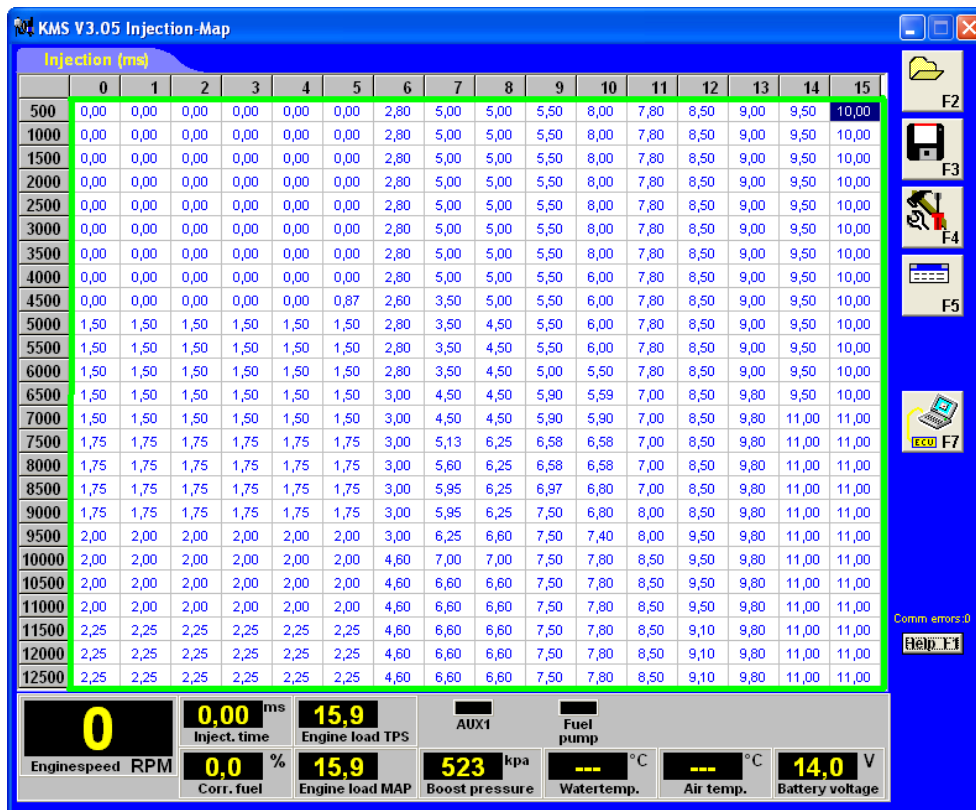 KMS V3.05 Injection-Map
Injection (ms)
0 1 2 3 4 5 6 7 8 9 10 11 12 13 14 15
500 0,00 0,00 0,00 0,00 0,00 0,00 2,80 5,00 5,00 5,50 8,00 7,80 8,50 9,00 9,50 10,00
1000 0,00 0,00 0,00 0,00 0,00 0,00 2,80 5,00 5,00 5,50 8,00 7,80 8,50 9,00 9,50 10,00
1500 0,00 0,00 0,00 0,00 0,00 0,00 2,80 5,00 5,00 5,50 8,00 7,80 8,50 9,00 9,50 10,00
2000 0,00 0,00 0,00 0,00 0,00 0,00 2,80 5,00 5,00 5,50 8,00 7,80 8,50 9,00 9,50 10,00
2500 0,00 0,00 0,00 0,00 0,00 0,00 2,80 5,00 5,00 5,50 8,00 7,80 8,50 9,00 9,50 10,00
3000 0,00 0,00 0,00 0,00 0,00 0,00 2,80 5,00 5,00 5,50 8,00 7,80 8,50 9,00 9,50 10,00
3500 0,00 0,00 0,00 0,00 0,00 0,00 2,80 5,00 5,00 5,50 8,00 7,80 8,50 9,00 9,50 10,00
4000 0,00 0,00 0,00 0,00 0,00 0,00 2,80 5,00 5,00 5,50 6,00 7,80 8,50 9,00 9,50 10,00
4500 0,00 0,00 0,00 0,00 0,00 0,87 2,60 3,50 5,00 5,50 6,00 7,80 8,50 9,00 9,50 10,00
5000 1,50 1,50 1,50 1,50 1,50 1,50 2,80 3,50 4,50 5,50 6,00 7,80 8,50 9,00 9,50 10,00
5500 1,50 1,50 1,50 1,50 1,50 1,50 2,80 3,50 4,50 5,50 6,00 7,80 8,50 9,00 9,50 10,00
6000 1,50 1,50 1,50 1,50 1,50 1,50 2,80 3,50 4,50 5,00 5,50 7,80 8,50 9,00 9,50 10,00
6500 1,50 1,50 1,50 1,50 1,50 1,50 3,00 4,50 4,50 5,90 5,59 7,00 8,50 9,50 9,50 10,00
7000 1,50 1,50 1,50 1,50 1,50 1,50 3,00 4,50 4,50 5,90 5,90 7,00 8,50 9,80 11,00 11,00
7500 1,75 1,75 1,75 1,75 1,75 1,75 3,00 5,13 6,25 6,58 6,58 7,00 8,50 9,80 11,00 11,00
8000 1,75 1,75 1,75 1,75 1,75 1,75 3,00 5,60 6,25 6,58 6,58 7,00 8,50 9,80 11,00 11,00
8500 1,75 1,75 1,75 1,75 1,75 1,75 3,00 5,95 6,25 6,97 6,80 7,00 8,50 9,80 11,00 11,00
9000 1,75 1,75 1,75 1,75 1,75 1,75 3,00 5,95 6,25 7,50 6,80 8,00 8,50 9,80 11,00 11,00
9500 2,00 2,00 2,00 2,00 2,00 2,00 3,00 6,25 6,60 7,50 7,40 8,00 9,50 9,80 11,00 11,00
10000 2,00 2,00 2,00 2,00 2,00 2,00 4,60 7,00 7,00 7,50 7,80 8,50 9,50 9,80 11,00 11,00
10500 2,00 2,00 2,00 2,00 2,00 2,00 4,60 6,60 6,60 7,50 7,80 8,50 9,50 9,80 11,00 11,00
11000 2,00 2,00 2,00 2,00 2,00 2,00 4,60 6,60 6,60 7,50 7,80 8,50 9,50 9,80 11,00 11,00
11500 2,25 2,25 2,25 2,25 2,25 2,25 4,60 6,60 6,60 7,50 7,80 8,50 9,10 9,80 11,00 11,00
12000 2,25 2,25 2,25 2,25 2,25 2,25 4,60 6,60 6,60 7,50 7,80 8,50 9,10 9,80 11,00 11,00
12500 2,25 2,25 2,25 2,25 2,25 2,25 4,60 6,60 6,60 7,50 7,80 8,50 9,10 9,80 11,00 11,00
F2
F3
F4
F5
ECU F7
Comm errors:0
Help F1
0
Enginespeed RPM
0,00 ms
Inject. time
15,9
Engine load TPS
AUX1
Fuel
pump
0,0 %
Corr. fuel
15,9
Engine load MAP
523 kpa
Boost pressure
--- °C
Watertemp.
--- °C
Air temp.
14,0 V
Battery voltage